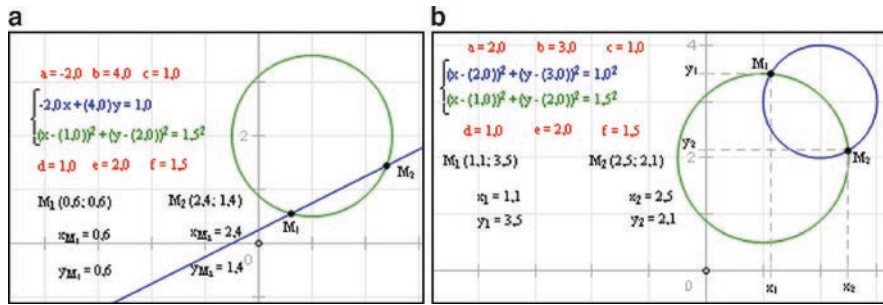 a
a = -2,0 b = 4,0 c = 1,0
-2,0x + (4,0)y = 1,0
(x - (1,0))² + (y - (2,0))² = 1,5²
d = 1,0 e = 2,0 f = 1,5
M₁ (0,6; 0,6) M₂ (2,4; 1,4)
x_M₁ = 0,6 x_M₂ = 2,4
y_M₁ = 0,6 y_M₂ = 1,4
2
M₂
M₁
0
b
a = 2,0 b = 3,0 c = 1,0
(x - (2,0))² + (y - (3,0))² = 1,0²
(x - (1,0))² + (y - (2,0))² = 1,5²
d = 1,0 e = 2,0 f = 1,5
M₁ (1,1; 3,5) M₂ (2,5; 2,1)
x₁ = 1,1 x₂ = 2,5
y₁ = 3,5 y₂ = 2,1
4
M₁
y₁
y₂
2
M₂
0
x₁ x₂